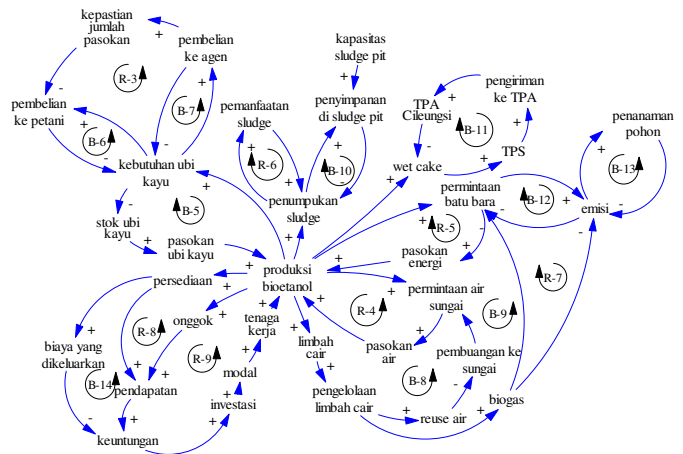 kepastian
jumlah
pasokan
pembelian
ke agen
R-3
B-7
pembelian
ke petani
B-6
kebutuhan ubi
kayu
B-5
stok ubi
kayu
pasokan
ubi kayu
kapasitas
sludge pit
pemanfaatan
sludge
penyimpanan
di sludge pit
R-6
B-10
penumpukan
sludge
TPA
Cileungsi
pengiriman
ke TPA
B-11
wet cake
TPS
penanaman
pohon
B-13
permintaan
batu bara
B-12
emisi
R-5
R-7
pasokan
energi
produksi
bioetanol
persediaan
onggok
tenaga
kerja
limbah
cair
R-4
permintaan air
sungai
B-9
pasokan
air
pembuangan ke
sungai
B-8
biaya yang
dikeluarkan
R-8
R-9
B-14
pendapatan
modal
investasi
keuntungan
pengelolaan
limbah cair
reuse air
biogas
+
+
-
-
+
+
-
-
-
+
+
+
+
+
+
+
+
-
+
+
+
+
+
+
-
+
-
-
-
-
+
+
+
+
+
+
+
+
+
-
+
+
+
+
+
+
+
+
+
-
+
+